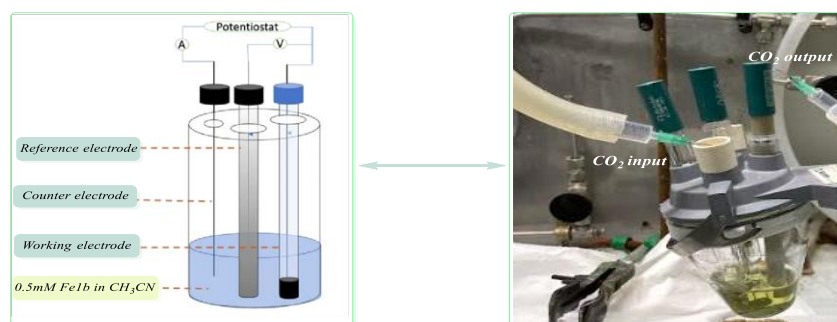 Potentiostat
A
V
Reference electrode
Counter electrode
Working electrode
0.5mM Fe1b in CH₃CN
CO₂ output
CO₂ input